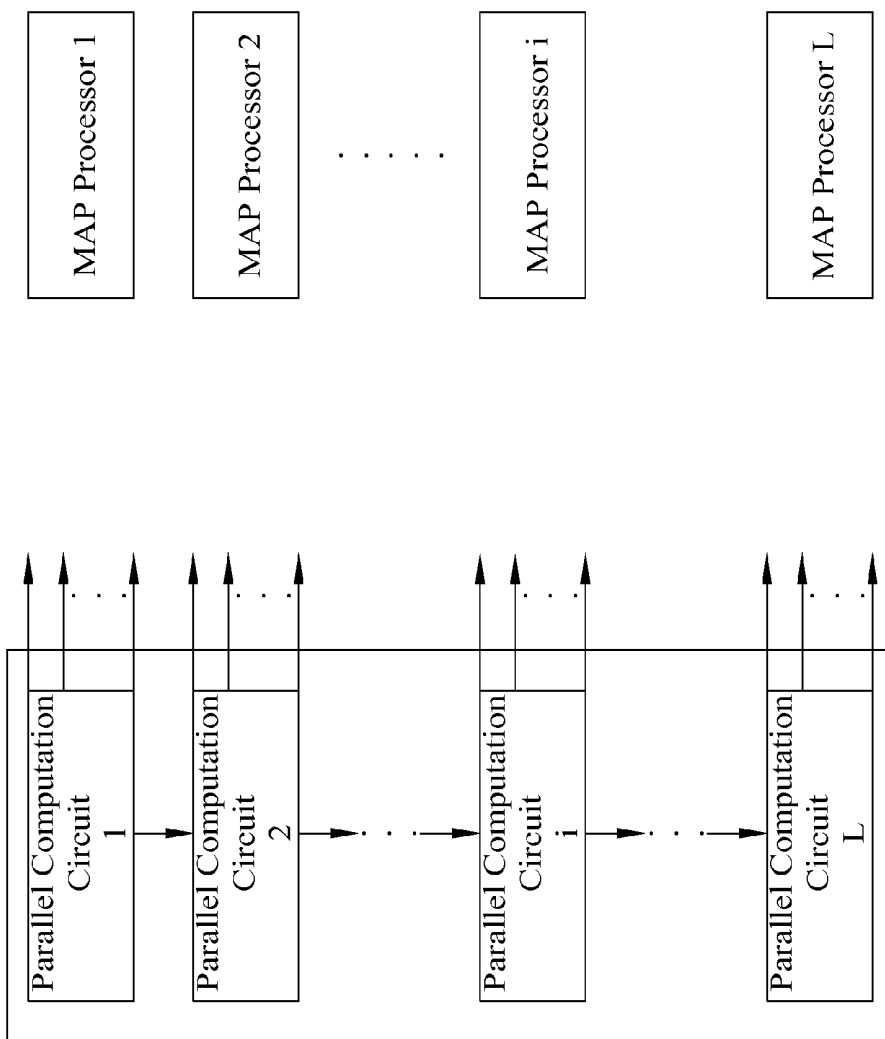 MAP Processor 1
MAP Processor 2
. . . . .
MAP Processor i
MAP Processor L
. . .
. . .
. . .
. . .
Parallel Computation
Circuit
1
Parallel Computation
Circuit
2
. . .
Parallel Computation
Circuit
i
. . .
Parallel Computation
Circuit
L